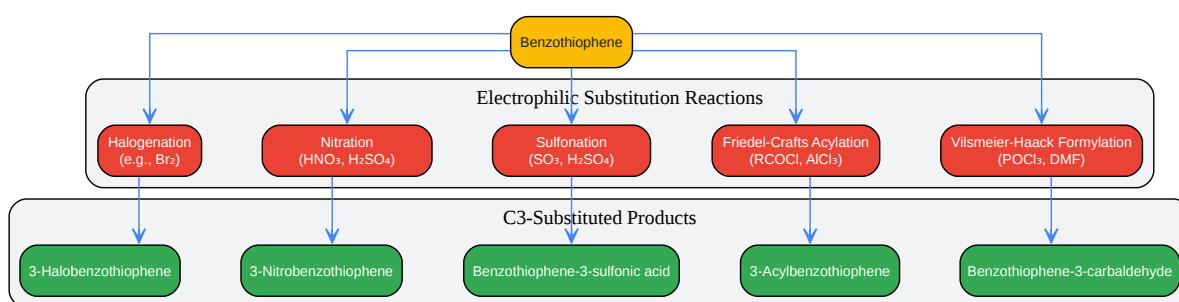 Benzothiophene
Electrophilic Substitution Reactions
Halogenation
(e.g., Br₂)
Nitration
(HNO₃, H₂SO₄)
Sulfonation
(SO₃, H₂SO₄)
Friedel-Crafts Acylation
(RCOCl, AlCl₃)
Vilsmeier-Haack Formylation
(POCl₃, DMF)
C3-Substituted Products
3-Halobenzothiophene
3-Nitrobenzothiophene
Benzothiophene-3-sulfonic acid
3-Acylbenzothiophene
Benzothiophene-3-carbaldehyde